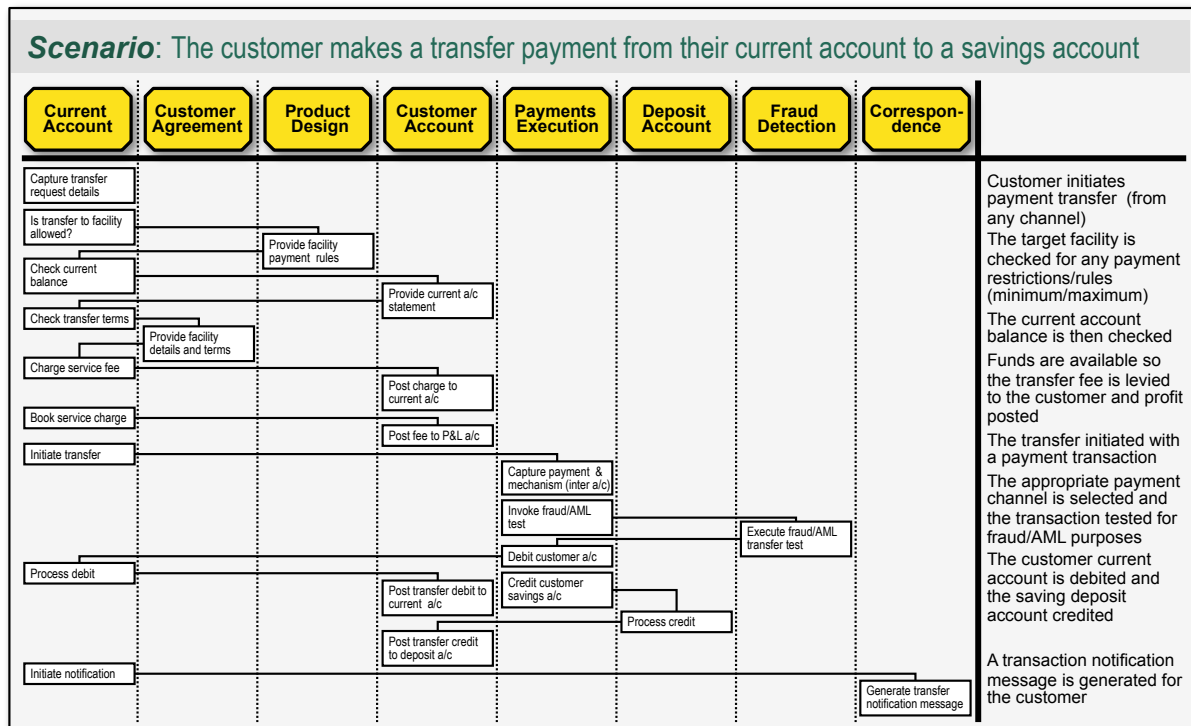 Scenario: The customer makes a transfer payment from their current account to a savings account
Current
Account
Customer
Agreement
Product
Design
Customer
Account
Payments
Execution
Deposit
Account
Fraud
Detection
Correspon-
dence
Capture transfer
request details
Is transfer to facility
allowed?
Provide facility
payment rules
Check current
balance
Provide current a/c
statement
Check transfer terms
Provide facility
details and terms
Charge service fee
Post charge to
current a/c
Book service charge
Post fee to P&L a/c
Initiate transfer
Capture payment &
mechanism (inter a/c)
Invoke fraud/AML
test
Execute fraud/AML
transfer test
Debit customer a/c
Process debit
Post transfer debit to
current a/c
Credit customer
savings a/c
Process credit
Post transfer credit
to deposit a/c
Initiate notification
Generate transfer
notification message
Customer initiates
payment transfer (from
any channel)
The target facility is
checked for any payment
restrictions/rules
(minimum/maximum)
The current account
balance is then checked
Funds are available so
the transfer fee is levied
to the customer and profit
posted
The transfer initiated with
a payment transaction
The appropriate payment
channel is selected and
the transaction tested for
fraud/AML purposes
The customer current
account is debited and
the saving deposit
account credited
A transaction notification
message is generated for
the customer